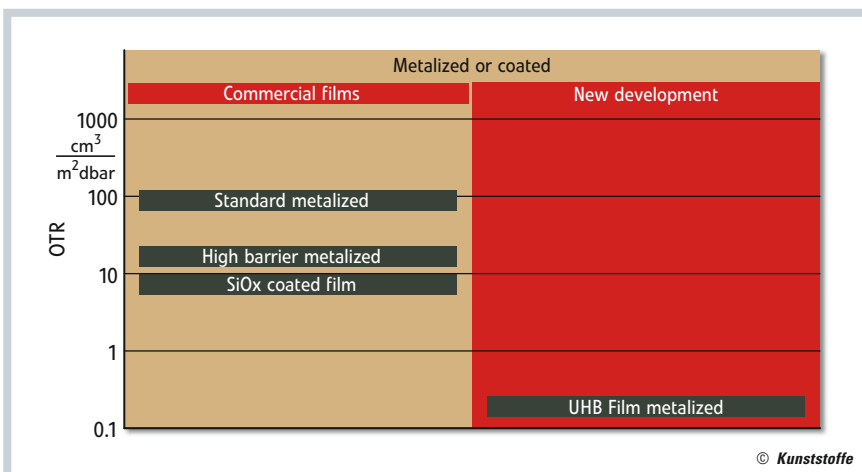 Metalized or coated
Commercial films
New development
1000
cm³
m²dbar
100
OTR
10
1
0.1
Standard metalized
High barrier metalized
SiOx coated film
UHB Film metalized
© Kunststoffe